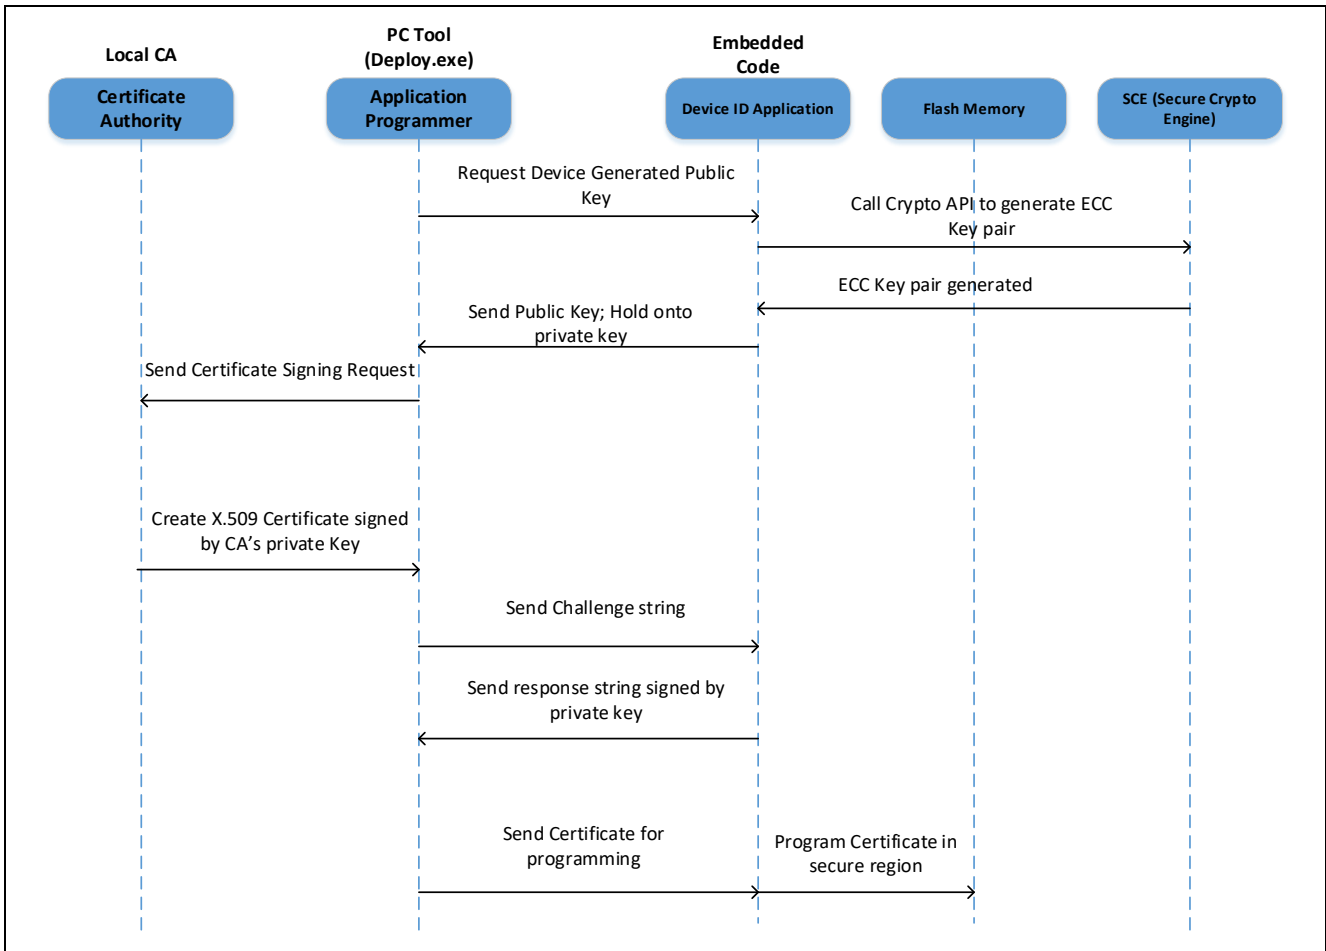 Local CA
PC Tool
(Deploy.exe)
Embedded
Code
Certificate
Authority
Application
Programmer
Device ID Application
Flash Memory
SCE (Secure Crypto
Engine)
Request Device Generated Public
Key
Call Crypto API to generate ECC
Key pair
ECC Key pair generated
Send Public Key; Hold onto
private key
Send Certificate Signing Request
Create X.509 Certificate signed
by CA’s private Key
Send Challenge string
Send response string signed by
private key
Send Certificate for
programming
Program Certificate in
secure region